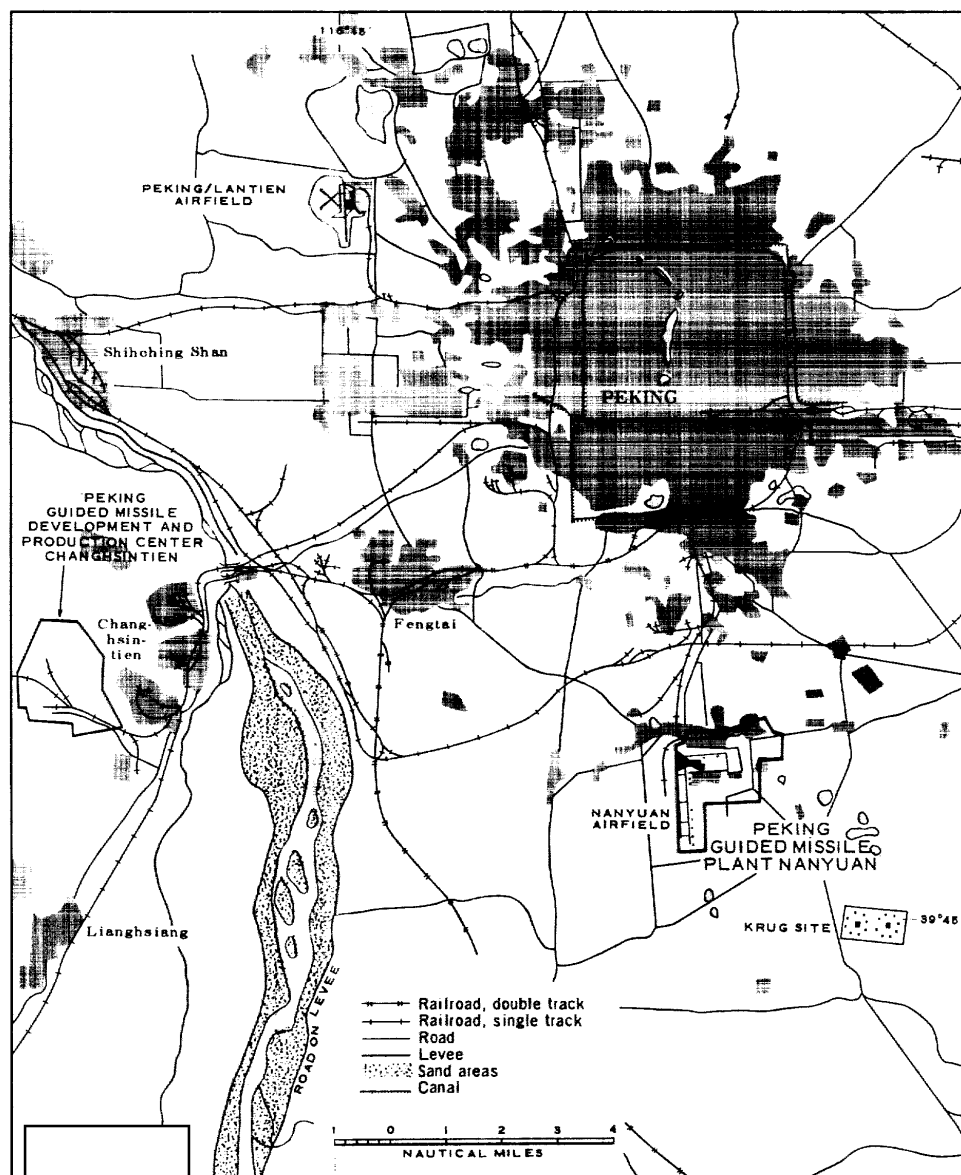 116°45'
PEKING/LANTIEN
AIRFIELD
Shihching Shan
PEKING
PEKING
GUIDED MISSILE
DEVELOPMENT AND
PRODUCTION CENTER
CHANGHSINTIEN
Chang-
hsin-
tien
Fengtai
NANYUAN
AIRFIELD
PEKING
GUIDED MISSILE
PLANT NANYUAN
KRUG SITE
39°45
Lianghsiang
ROAD ON LEVEE
Railroad, double track
Railroad, single track
Road
Levee
Sand areas
Canal
1 0 1 2 3 4
NAUTICAL MILES